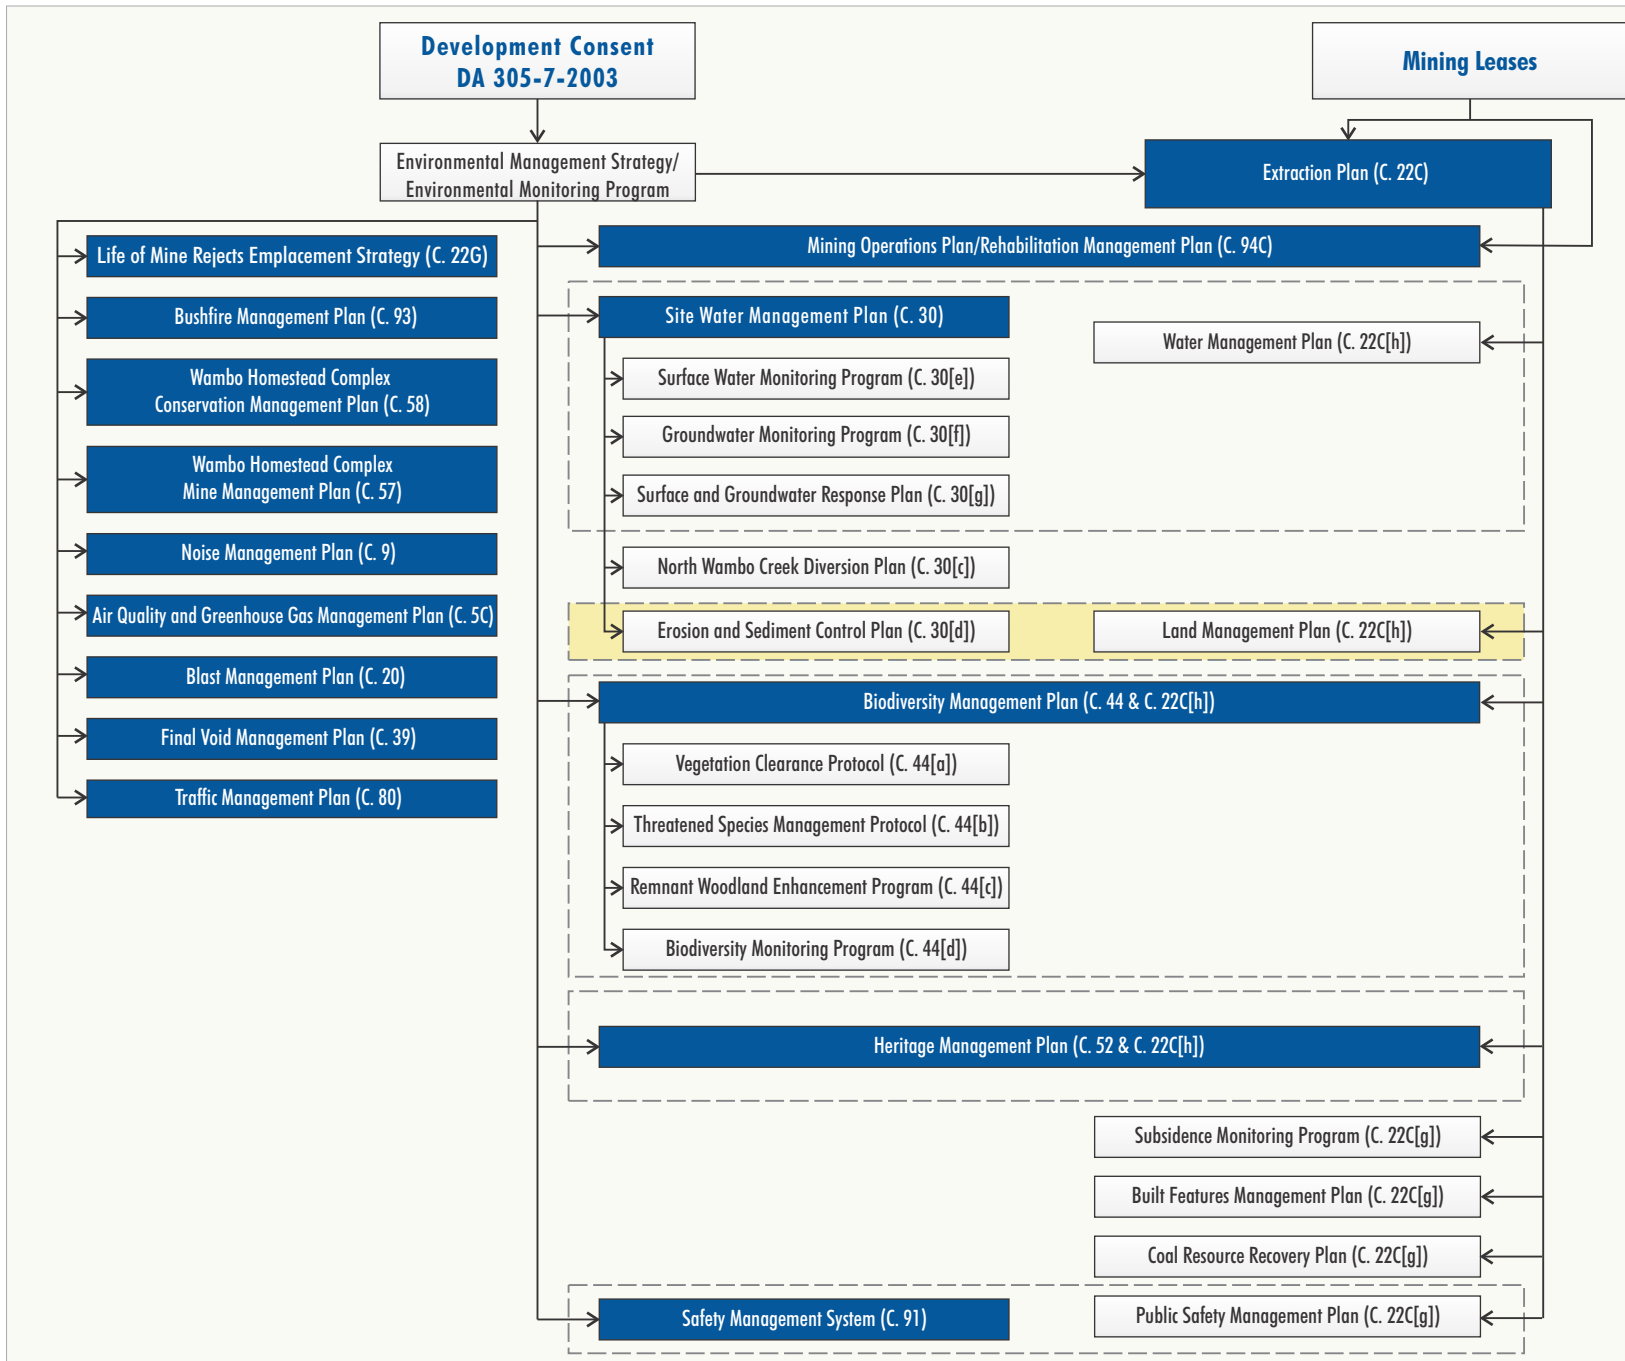 Development Consent
DA 305-7-2003
Mining Leases
Environmental Management Strategy/
Environmental Monitoring Program
Extraction Plan (C. 22C)
Life of Mine Rejects Emplacement Strategy (C. 22G)
Bushfire Management Plan (C. 93)
Wambo Homestead Complex
Conservation Management Plan (C. 58)
Wambo Homestead Complex
Mine Management Plan (C. 57)
Noise Management Plan (C. 9)
Air Quality and Greenhouse Gas Management Plan (C. 5C)
Blast Management Plan (C. 20)
Final Void Management Plan (C. 39)
Traffic Management Plan (C. 80)
Mining Operations Plan/Rehabilitation Management Plan (C. 94C)
Site Water Management Plan (C. 30)
Water Management Plan (C. 22C[h])
Surface Water Monitoring Program (C. 30[e])
Groundwater Monitoring Program (C. 30[f])
Surface and Groundwater Response Plan (C. 30[g])
North Wambo Creek Diversion Plan (C. 30[c])
Erosion and Sediment Control Plan (C. 30[d])
Land Management Plan (C. 22C[h])
Biodiversity Management Plan (C. 44 & C. 22C[h])
Vegetation Clearance Protocol (C. 44[a])
Threatened Species Management Protocol (C. 44[b])
Remnant Woodland Enhancement Program (C. 44[c])
Biodiversity Monitoring Program (C. 44[d])
Heritage Management Plan (C. 52 & C. 22C[h])
Subsidence Monitoring Program (C. 22C[g])
Built Features Management Plan (C. 22C[g])
Coal Resource Recovery Plan (C. 22C[g])
Safety Management System (C. 91)
Public Safety Management Plan (C. 22C[g])